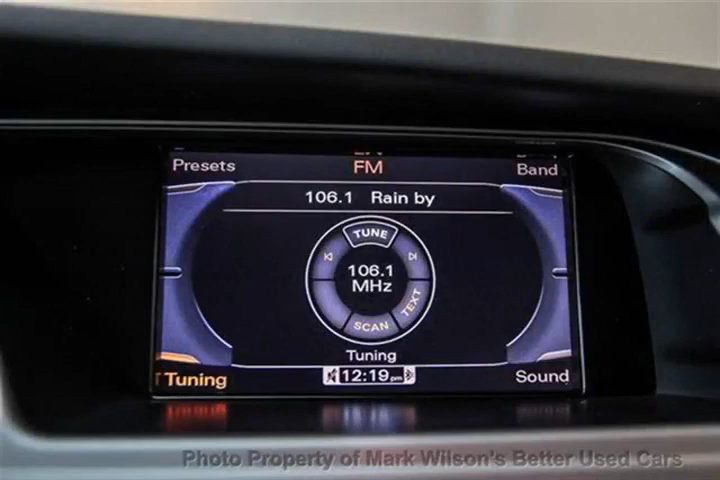 Presets FM Band
106.1 Rain by
TUNE
106.1
MHz
TEXT
SCAN
Tuning
Tuning 12:19 pm Sound
Photo Property of Mark Wilson's Better Used Cars